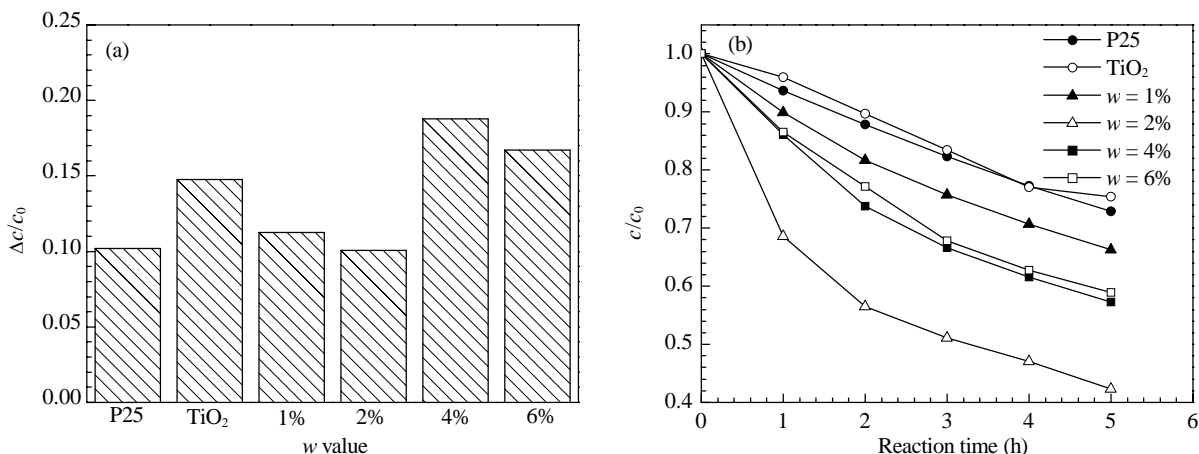 (a)
0.25
0.20
0.15
0.10
0.05
0.00
Δc/c₀
P25 TiO₂ 1% 2% 4% 6%
w value
(b)
1.0
0.9
0.8
0.7
0.6
0.5
0.4
c/c₀
P25
TiO₂
w = 1%
w = 2%
w = 4%
w = 6%
0 1 2 3 4 5 6
Reaction time (h)